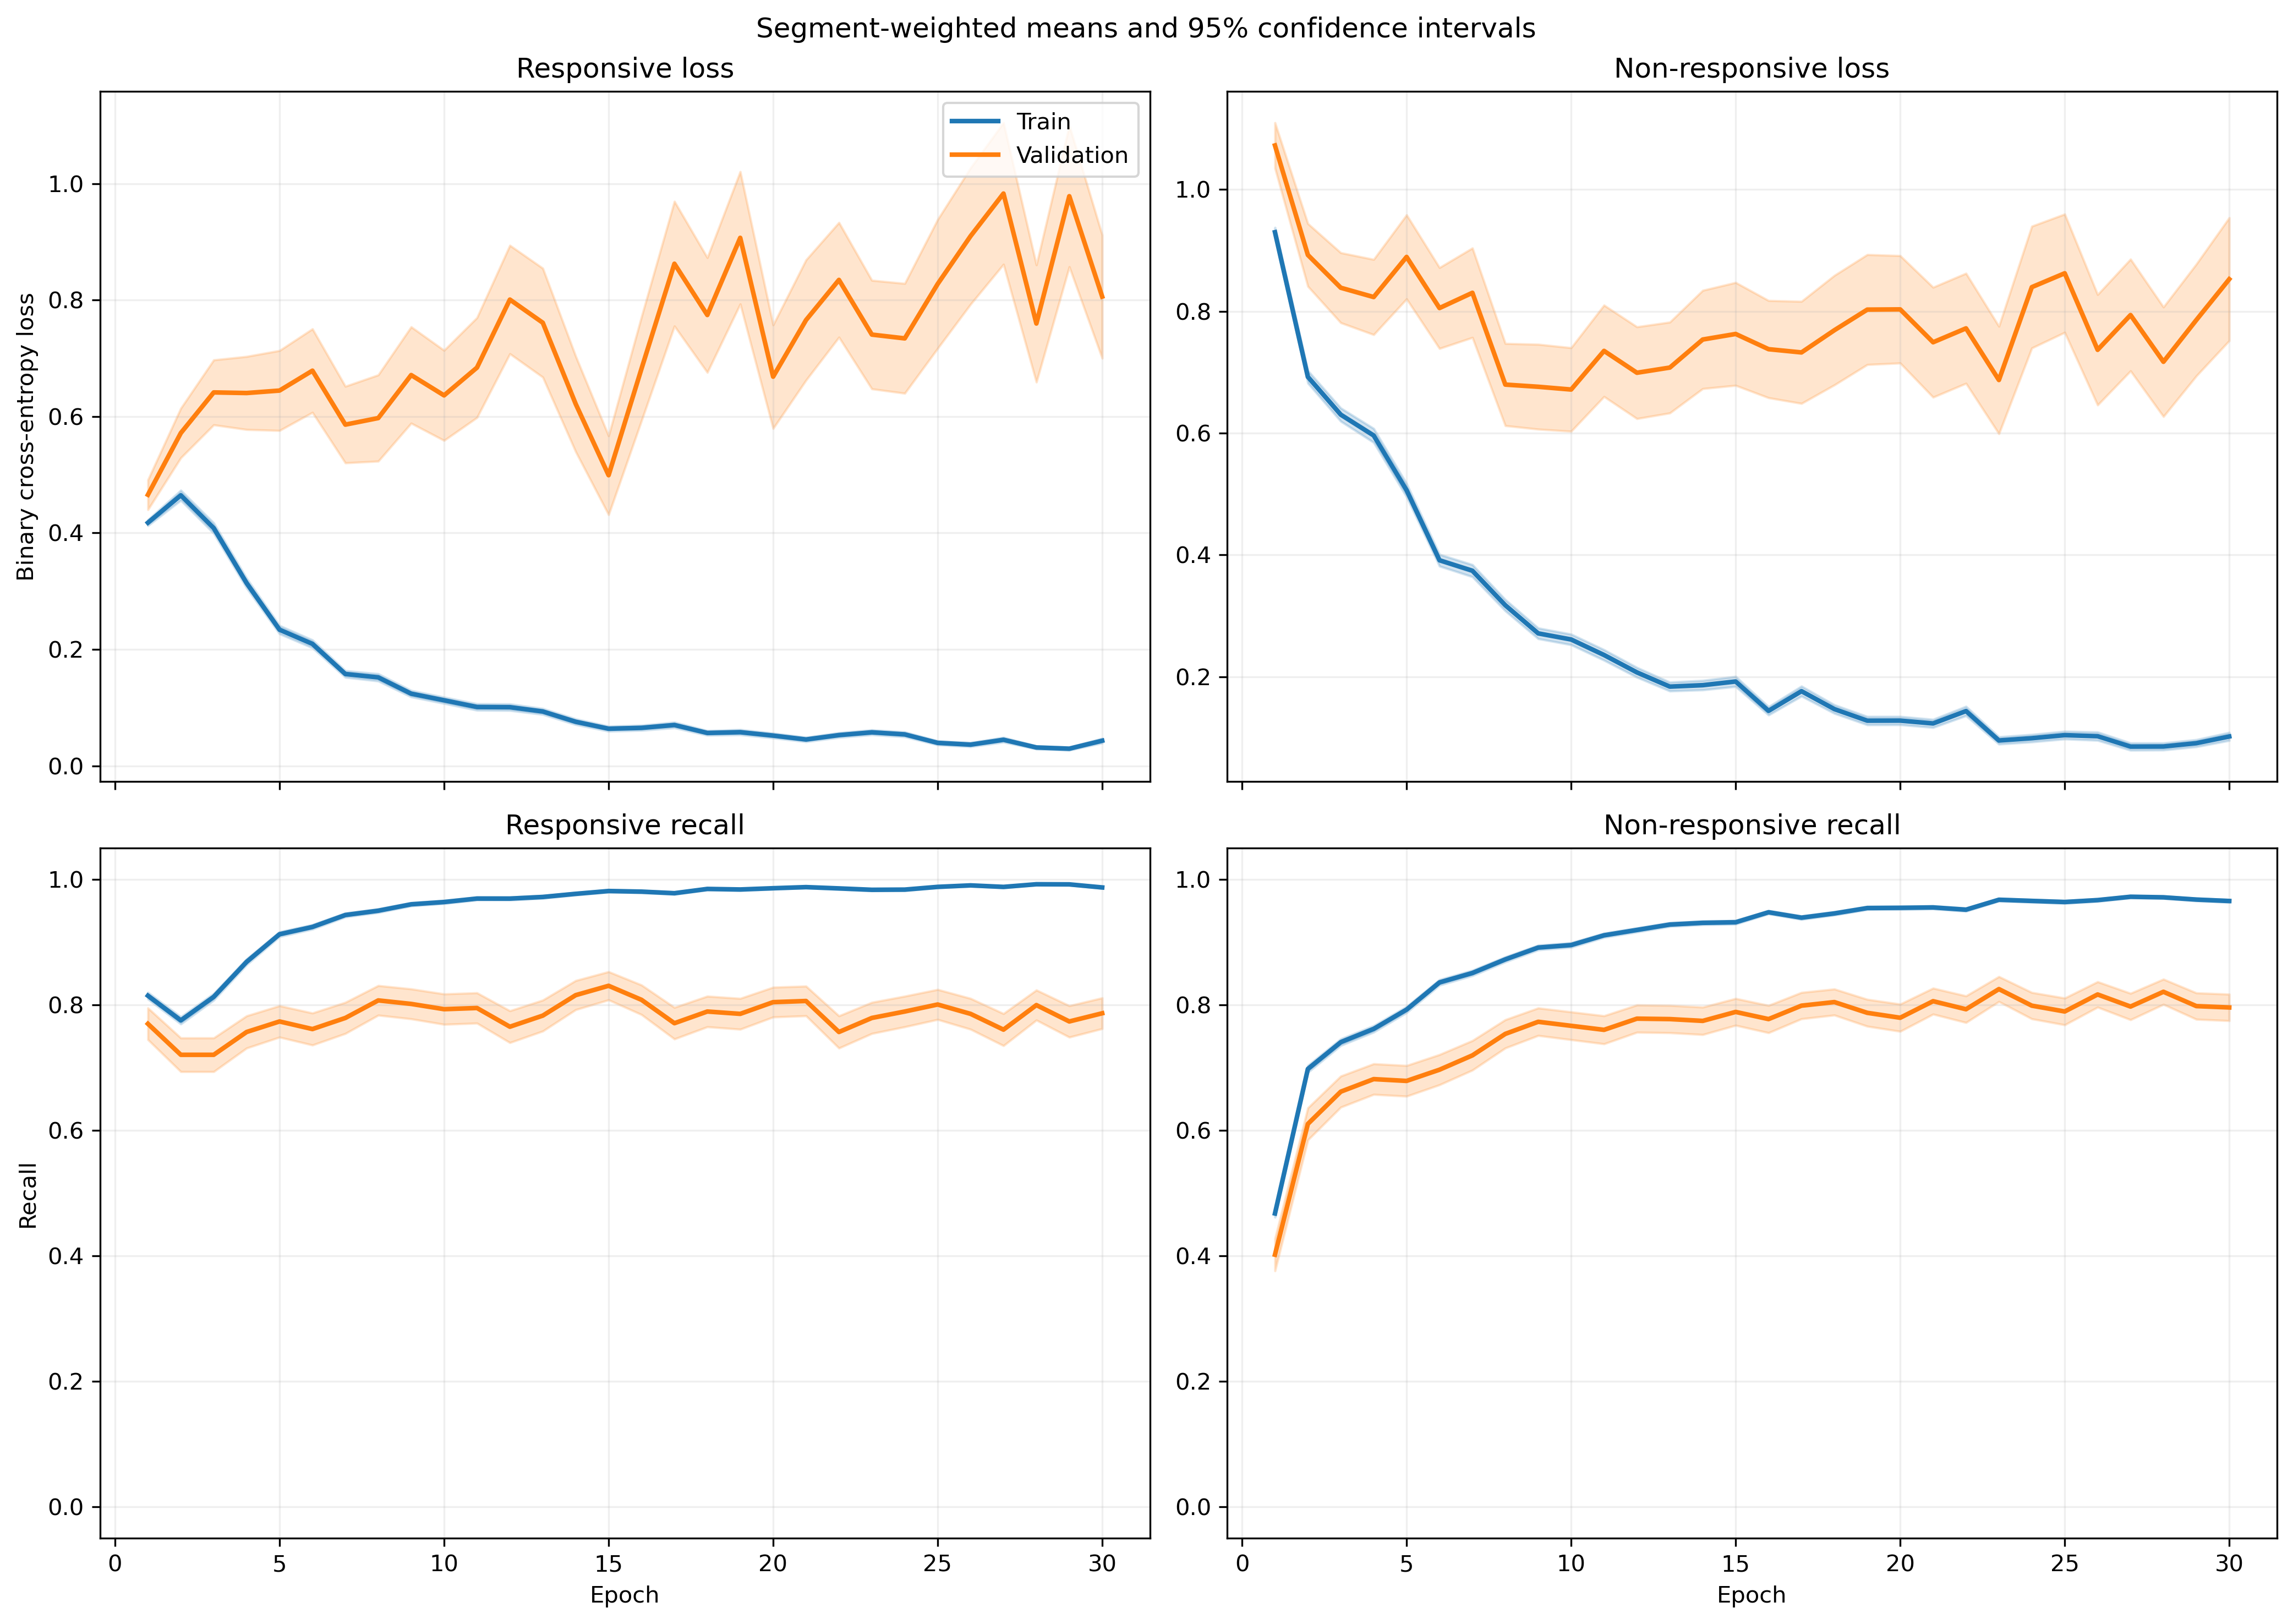 Segment-weighted means and 95% confidence intervals
Responsive loss
Non-responsive loss
Train
Validation
Binary cross-entropy loss
1.0
0.8
0.6
0.4
0.2
0.0
1.0
0.8
0.6
0.4
0.2
Responsive recall
Non-responsive recall
Recall
1.0
0.8
0.6
0.4
0.2
0.0
0 5 10 15 20 25 30
Epoch
1.0
0.8
0.6
0.4
0.2
0.0
0 5 10 15 20 25 30
Epoch